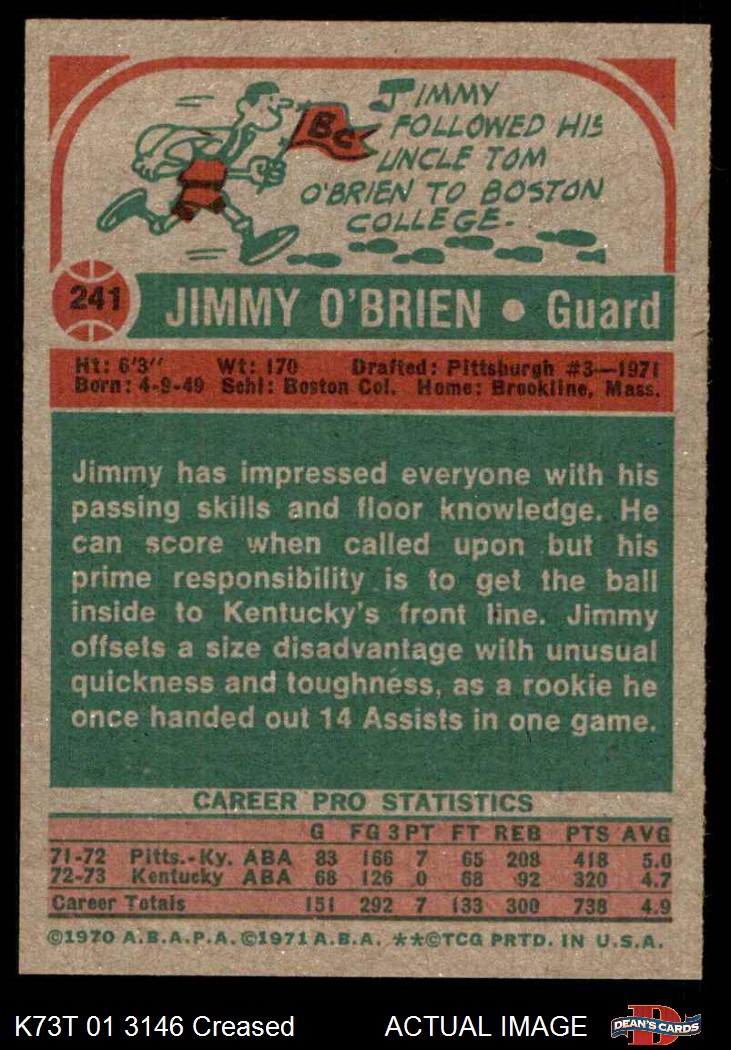 BC
JIMMY
FOLLOWED HIS
UNCLE TOM
O'BRIEN TO BOSTON
COLLEGE.
241
JIMMY O'BRIEN • Guard
Ht: 6'3" Wt: 170 Drafted: Pittsburgh #3—1971
Born: 4-9-49 Schl: Boston Col. Home: Brookline, Mass.
Jimmy has impressed everyone with his
passing skills and floor knowledge. He
can score when called upon but his
prime responsibility is to get the ball
inside to Kentucky's front line. Jimmy
offsets a size disadvantage with unusual
quickness and toughness, as a rookie he
once handed out 14 Assists in one game.
CAREER PRO STATISTICS
G FG 3PT FT REB PTS AVG
71-72 Pitts.-Ky. ABA 83 166 7 65 208 418 5.0
72-73 Kentucky ABA 68 126 0 68 92 320 4.7
Career Totals 151 292 7 133 300 738 4.9
©1970 A.B.A.P.A. ©1971 A.B.A. **©TCG PRTD. IN U.S.A.
K73T 01 3146 Creased ACTUAL IMAGE
D
DEAN'S CARDS